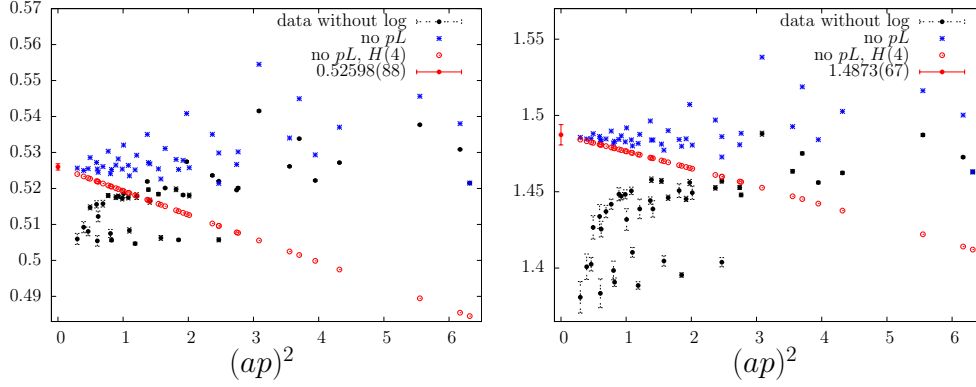 0.57
0.56
0.55
0.54
0.53
0.52
0.51
0.5
0.49
0 1 2 3 4 5 6
(ap)²
data without log
no pL
no pL, H(4)
0.52598(88)
1.55
1.5
1.45
1.4
0 1 2 3 4 5 6
(ap)²
data without log
no pL
no pL, H(4)
1.4873(67)